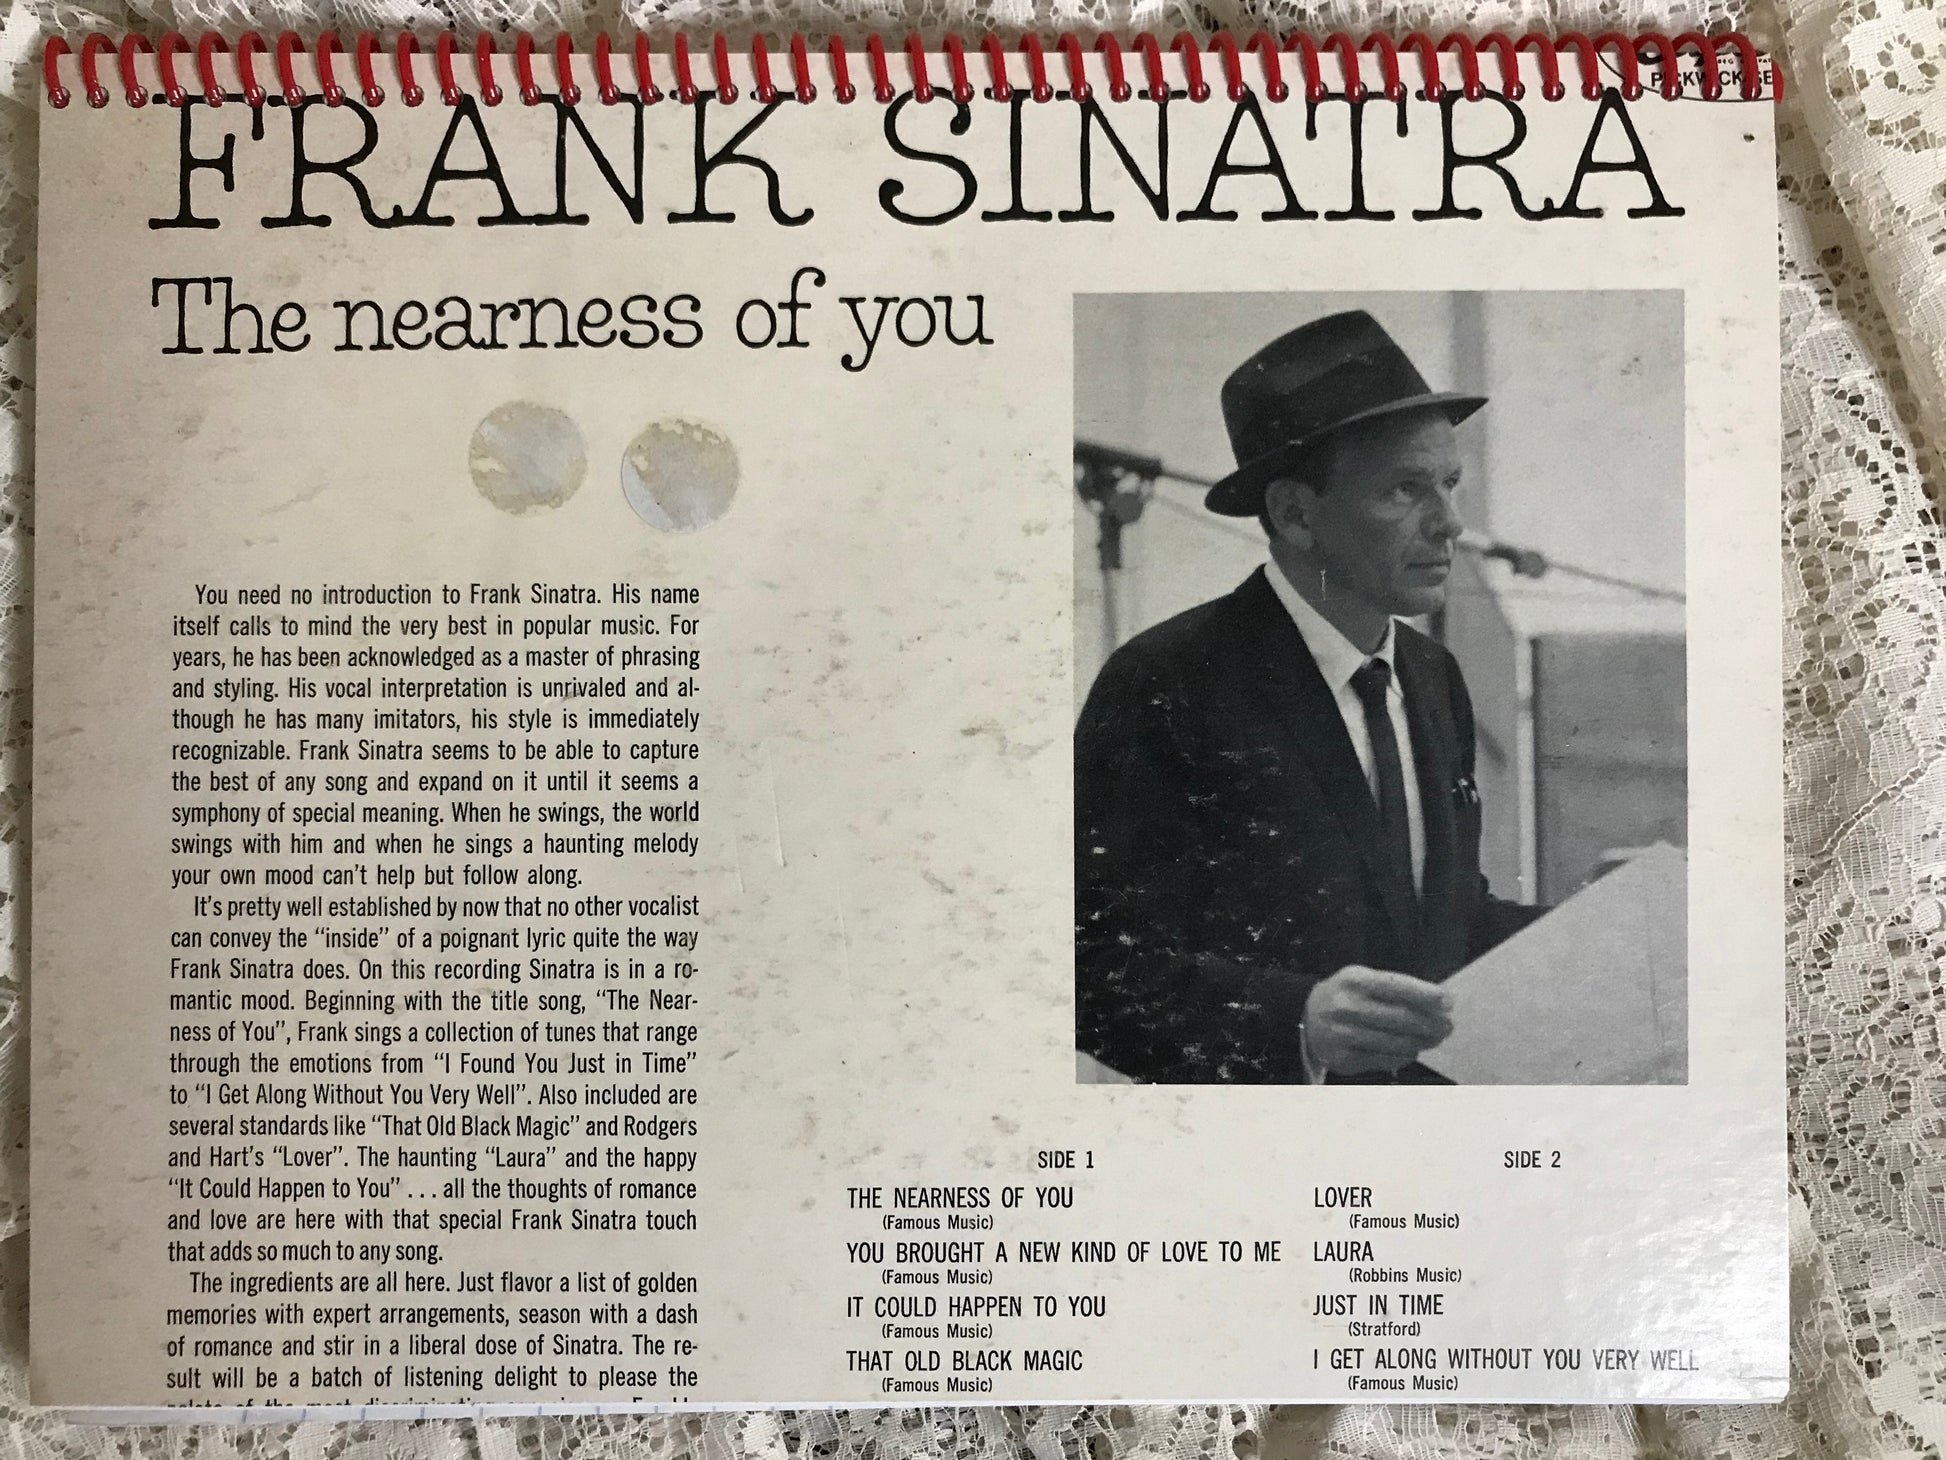 PICKWICK
FRANK SINATRA
The nearness of you
You need no introduction to Frank Sinatra. His name
itself calls to mind the very best in popular music. For
years, he has been acknowledged as a master of phrasing
and styling. His vocal interpretation is unrivaled and al-
though he has many imitators, his style is immediately
recognizable. Frank Sinatra seems to be able to capture
the best of any song and expand on it until it seems a
symphony of special meaning. When he swings, the world
swings with him and when he sings a haunting melody
your own mood can't help but follow along.
It's pretty well established by now that no other vocalist
can convey the "inside" of a poignant lyric quite the way
Frank Sinatra does. On this recording Sinatra is in a ro-
mantic mood. Beginning with the title song, "The Near-
ness of You", Frank sings a collection of tunes that range
through the emotions from "I Found You Just in Time"
to "I Get Along Without You Very Well". Also included are
several standards like "That Old Black Magic" and Rodgers
and Hart's "Lover". The haunting "Laura" and the happy
"It Could Happen to You" . . . all the thoughts of romance
and love are here with that special Frank Sinatra touch
that adds so much to any song.
The ingredients are all here. Just flavor a list of golden
memories with expert arrangements, season with a dash
of romance and stir in a liberal dose of Sinatra. The re-
sult will be a batch of listening delight to please the
SIDE 1
THE NEARNESS OF YOU
(Famous Music)
YOU BROUGHT A NEW KIND OF LOVE TO ME
(Famous Music)
IT COULD HAPPEN TO YOU
(Famous Music)
THAT OLD BLACK MAGIC
(Famous Music)
SIDE 2
LOVER
(Famous Music)
LAURA
(Robbins Music)
JUST IN TIME
(Stratford)
I GET ALONG WITHOUT YOU VERY WELL
(Famous Music)